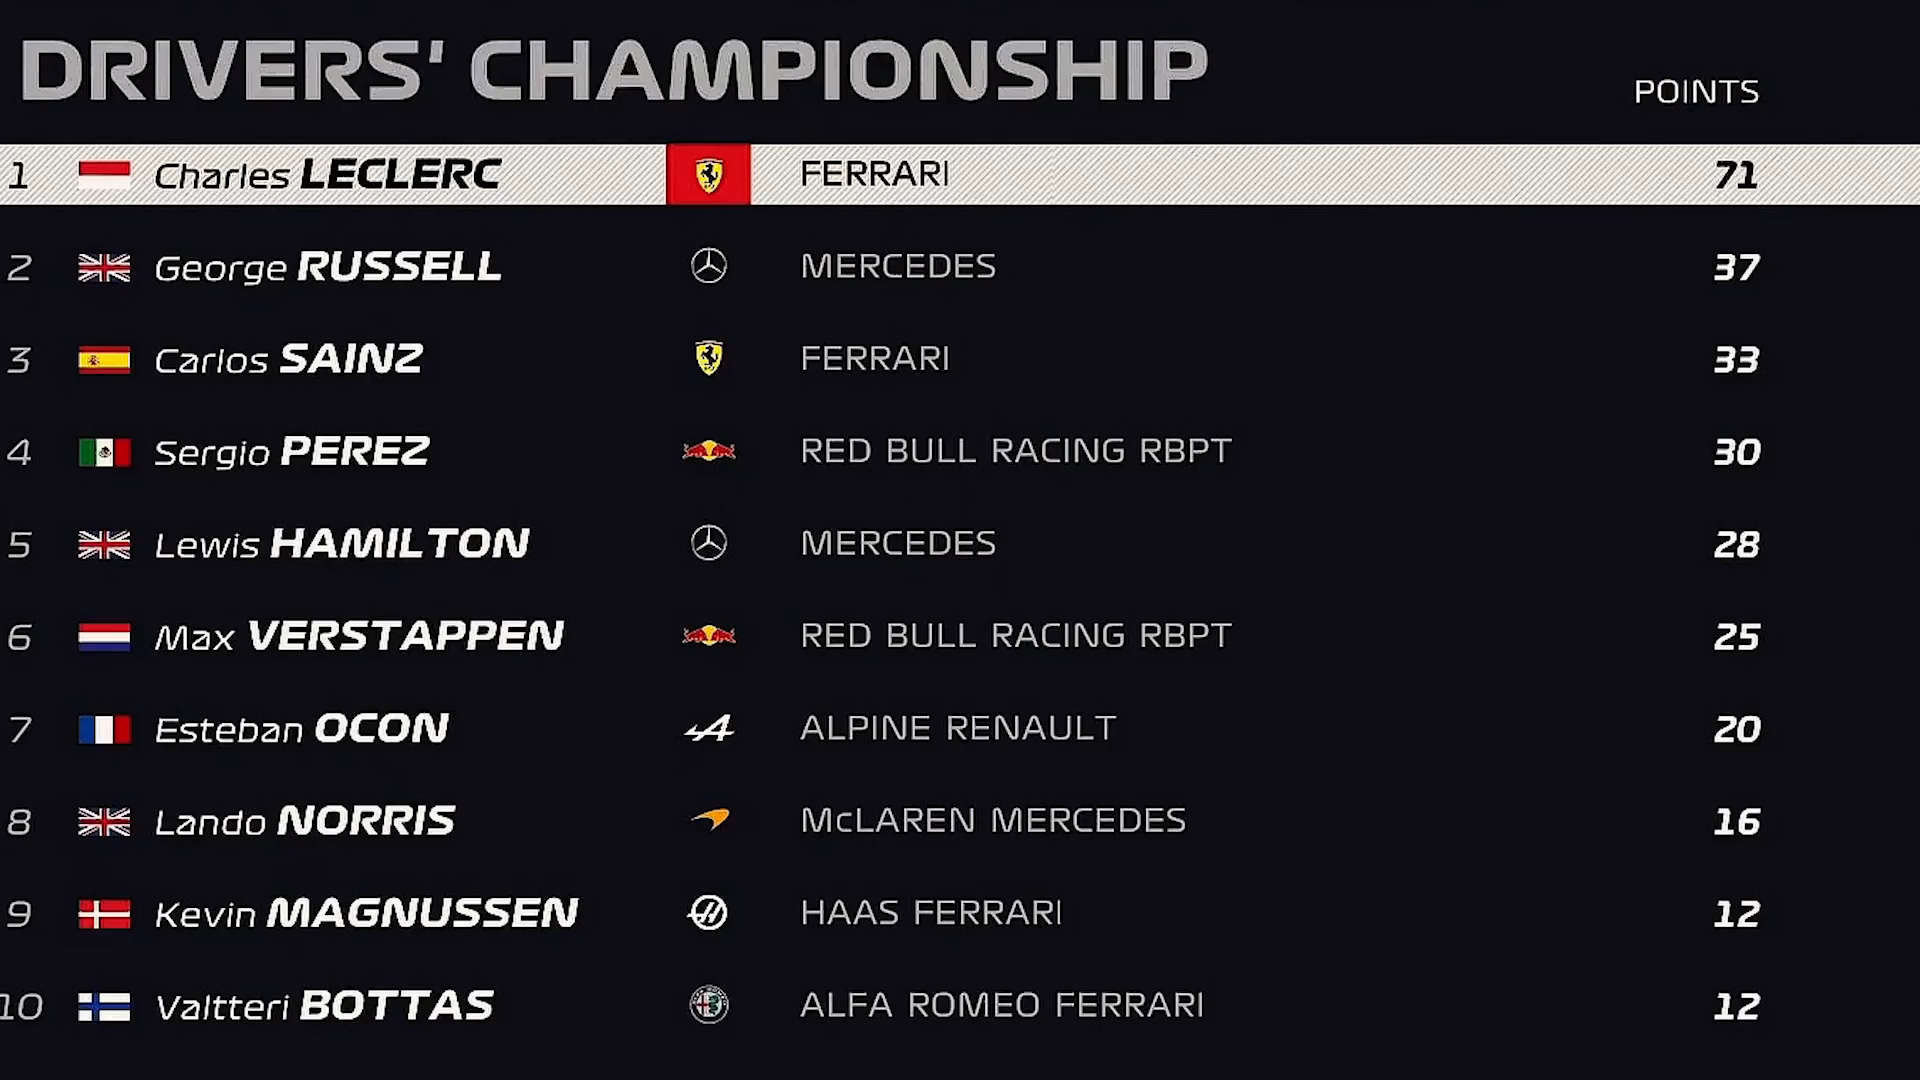 DRIVERS' CHAMPIONSHIP
POINTS
1 Charles LECLERC FERRARI 71
2 George RUSSELL MERCEDES 37
3 Carlos SAINZ FERRARI 33
4 Sergio PEREZ RED BULL RACING RBPT 30
5 Lewis HAMILTON MERCEDES 28
6 Max VERSTAPPEN RED BULL RACING RBPT 25
7 Esteban OCON ALPINE RENAULT 20
8 Lando NORRIS McLAREN MERCEDES 16
9 Kevin MAGNUSSEN HAAS FERRARI 12
10 Valtteri BOTTAS ALFA ROMEO FERRARI 12